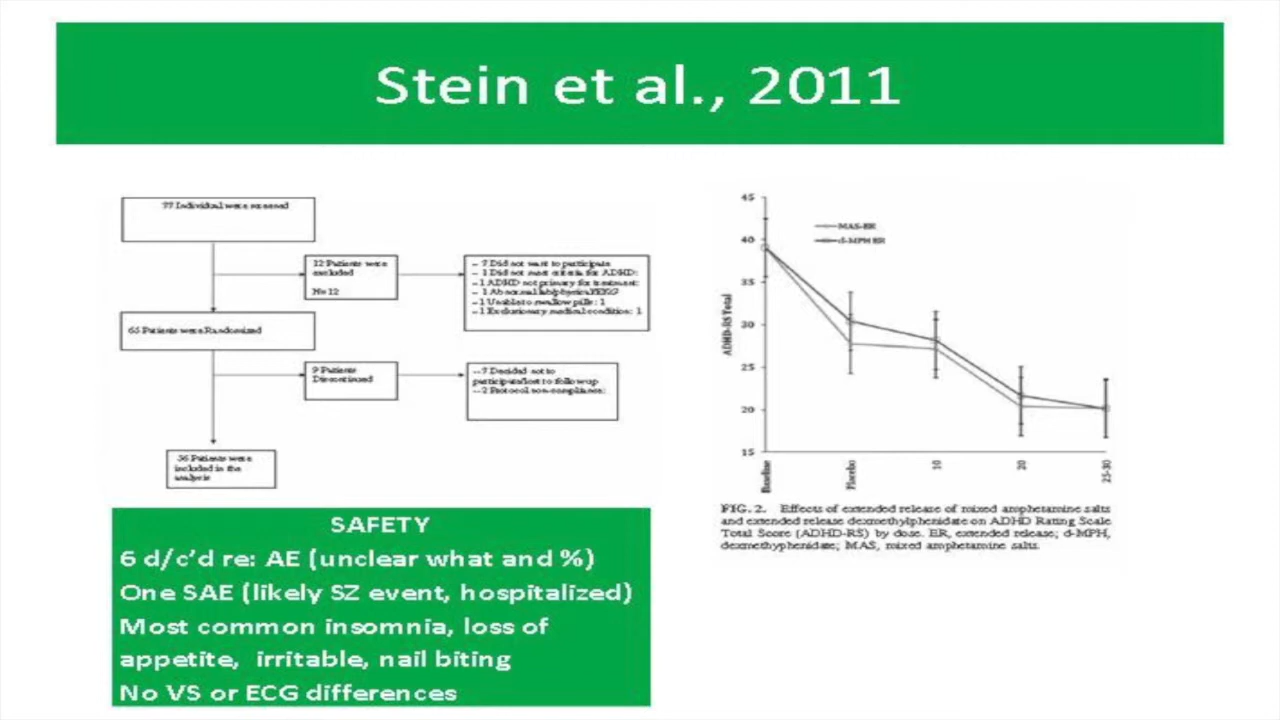 Stein et al., 2011
77 Individual were screened
12 Patients were
excluded
N= 12
-- 7 Did not want to participate
-- 1 Did not meet criteria for ADHD:
-- 1 ADHD not primary for treatment:
-- 1 Abnormal lab/physical/EKG?
-- 1 Unable to swallow pills: 1
-- 1 Exclusionary medical condition: 1
65 Patients were Randomized
9 Patients
Discontinued
-- 7 Decided not to
participate/lost to follow up
-- 2 Protocol non-compliance:
56 Patients were
included in the
analysis
SAFETY
6 d/c’d re: AE (unclear what and %)
One SAE (likely SZ event, hospitalized)
Most common insomnia, loss of
appetite, irritable, nail biting
No VS or ECG differences
45
40
30
25
20
15
ADHD-RS Total
MAS-ER
d-MPH ER
Baseline
Placebo
10
20
25-30
FIG. 2. Effects of extended release of mixed amphetamine salts
and extended release dexmethylphenidate on ADHD Rating Scale
Total Score (ADHD-RS) by dose. ER, extended release; d-MPH,
dexmethyphenidate; MAS, mixed amphetamine salts.